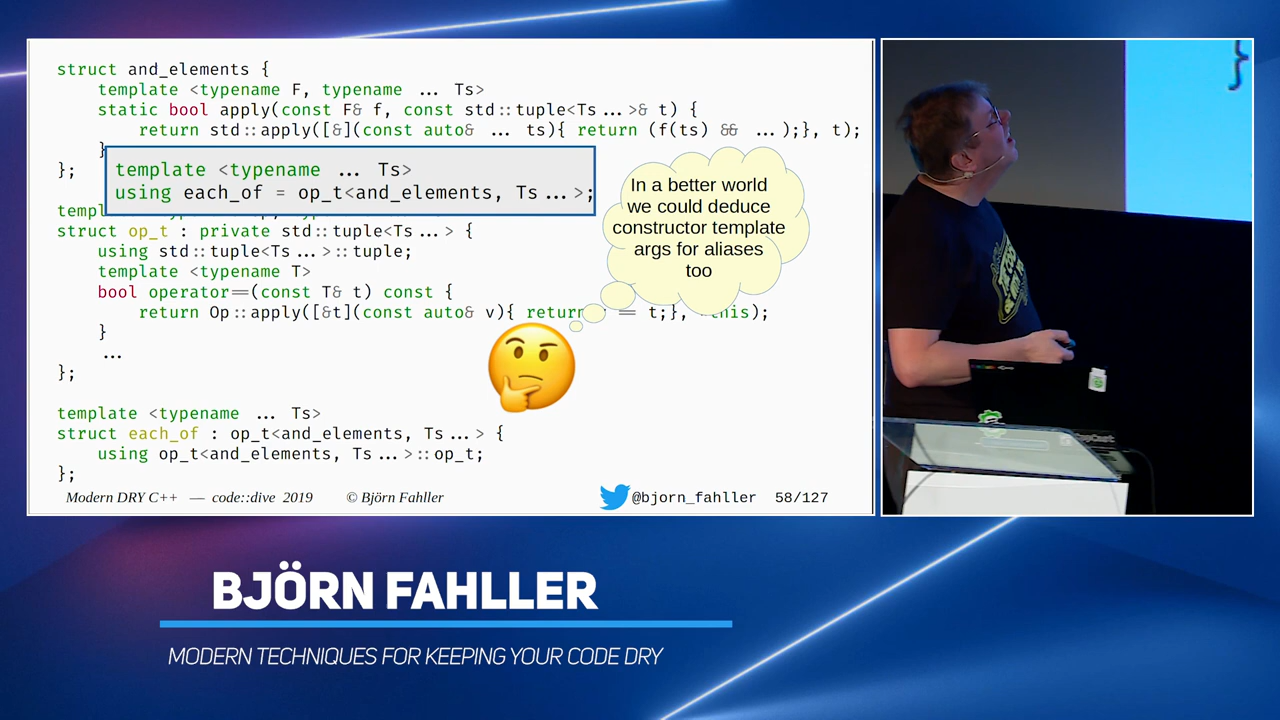 struct and_elements {
template <typename F, typename ... Ts>
static bool apply(const F& f, const std::tuple<Ts...>& t) {
return std::apply([&](const auto& ... ts){ return (f(ts) && ...);}, t);
}
};
template <typename ... Ts>
using each_of = op_t<and_elements, Ts...>;
In a better world
we could deduce
constructor template
args for aliases
too
templ
struct op_t : private std::tuple<Ts...> {
using std::tuple<Ts...>::tuple;
template <typename T>
bool operator==(const T& t) const {
return Op::apply([&t](const auto& v){ return == t;}, *this);
}
...
};
template <typename ... Ts>
struct each_of : op_t<and_elements, Ts...> {
using op_t<and_elements, Ts...>::op_t;
};
Modern DRY C++ — code::dive 2019 © Björn Fahller @bjorn_fahller 58/127
}
BJÖRN FAHLLER
MODERN TECHNIQUES FOR KEEPING YOUR CODE DRY